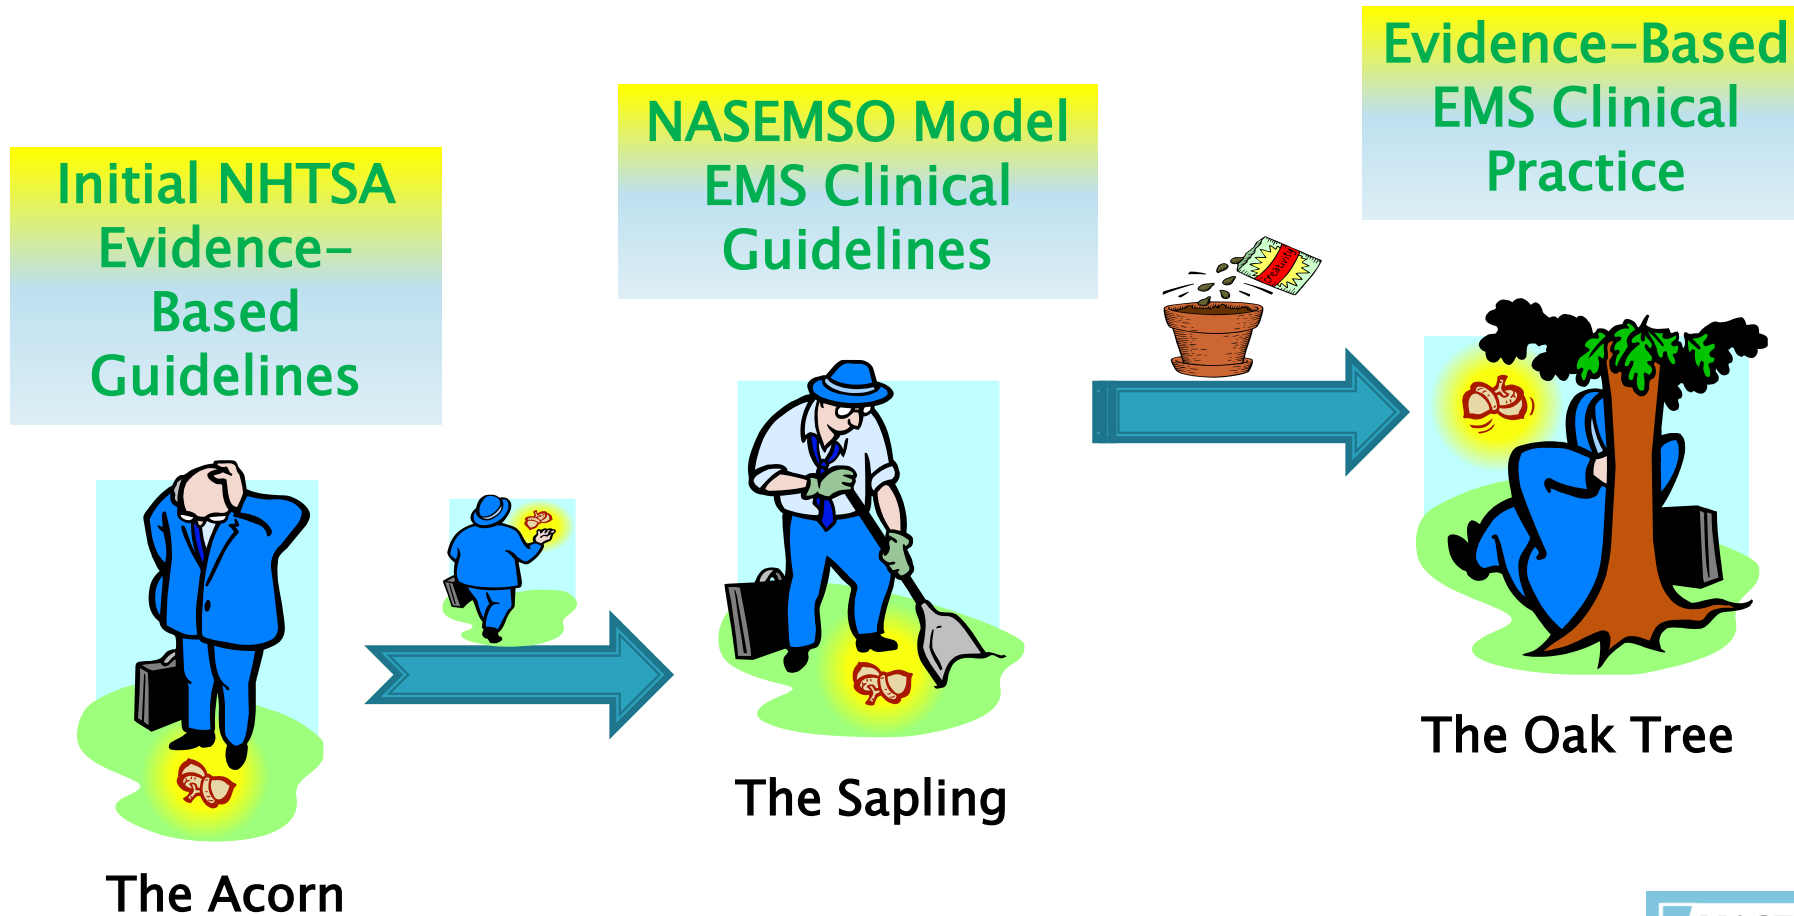 Initial NHTSA
Evidence-
Based
Guidelines
The Acorn
NASEMSO Model
EMS Clinical
Guidelines
The Sapling
Evidence-Based
EMS Clinical
Practice
The Oak Tree